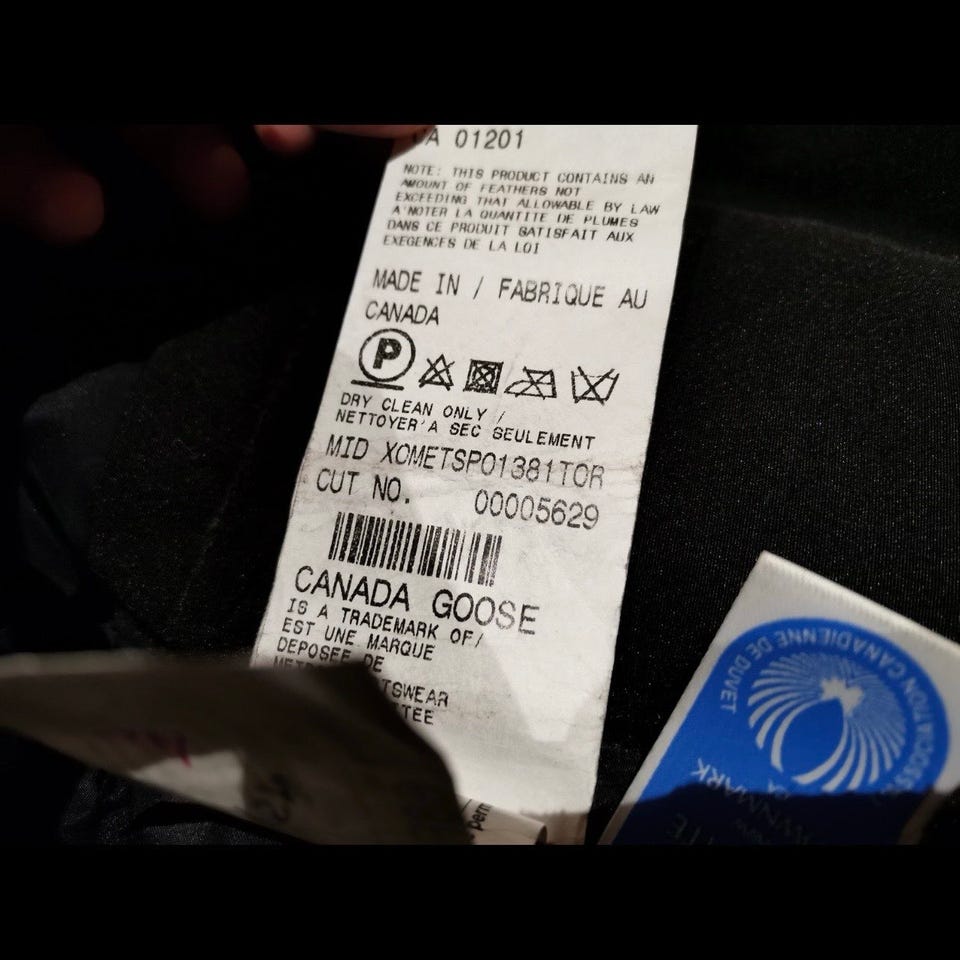 CA 01201
NOTE: THIS PRODUCT CONTAINS AN
AMOUNT OF FEATHERS NOT
EXCEEDING THAT ALLOWABLE BY LAW
A'NOTER LA QUANTITE DE PLUMES
DANS CE PRODUIT SATISFAIT AUX
EXEGENCES DE LA LOI
MADE IN / FABRIQUE AU
CANADA
P
DRY CLEAN ONLY /
NETTOYER'A SEC SEULEMENT
MID XOMETSPO1381TOR
CUT NO. 00005629
CANADA GOOSE
IS A TRADEMARK OF/
EST UNE MARQUE
DEPOSEE DE
TSWEAR
TEE
ASSOCIATION CANADIENNE DE DUVET